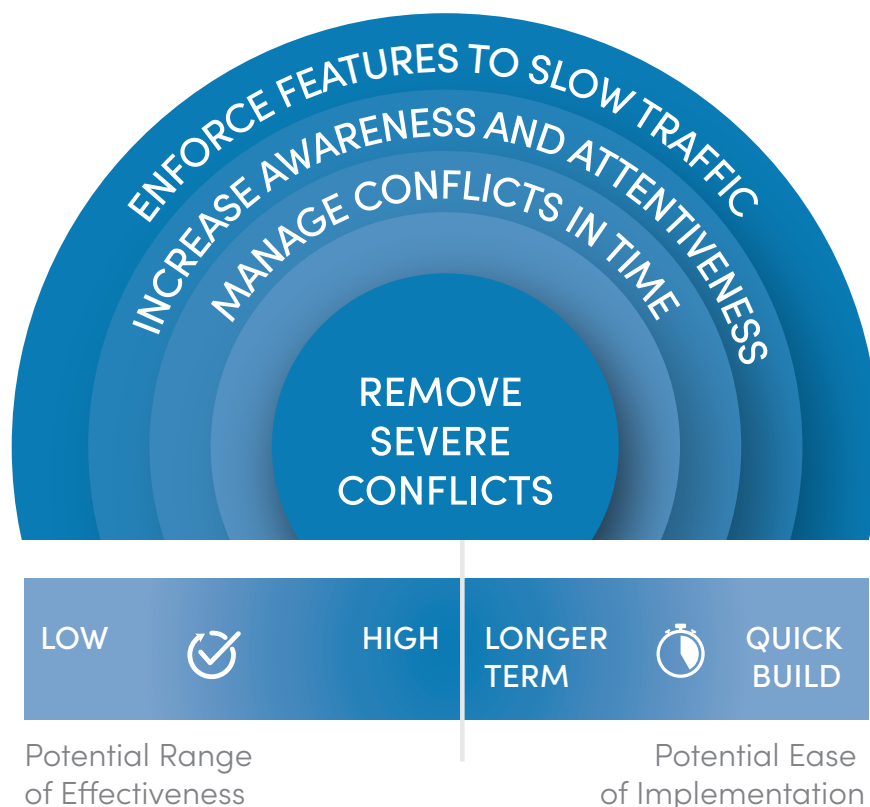 ENFORCE FEATURES TO SLOW TRAFFIC
INCREASE AWARENESS AND ATTENTIVENESS
MANAGE CONFLICTS IN TIME
REMOVE
SEVERE
CONFLICTS
LOW
HIGH
LONGER
TERM
QUICK
BUILD
Potential Range
of Effectiveness
Potential Ease
of Implementation